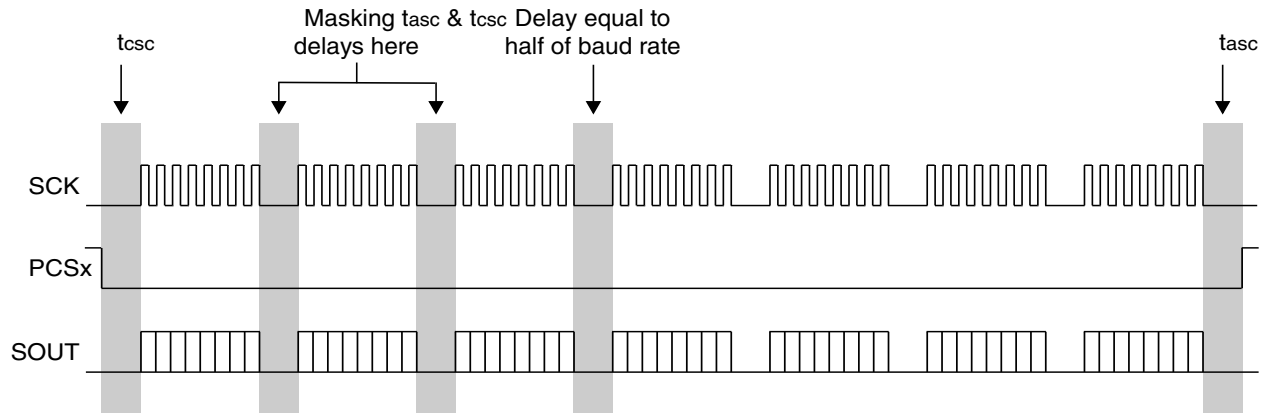 Masking tasc & tcsc Delay equal to
delays here half of baud rate
tcsc
tasc
SCK
PCSx
SOUT